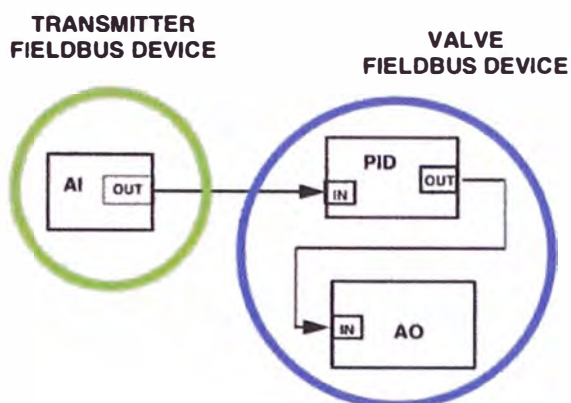 TRANSMITTER
FIELDBUS DEVICE
VALVE
FIELDBUS DEVICE
AI
OUT
PID
IN
OUT
IN
AO